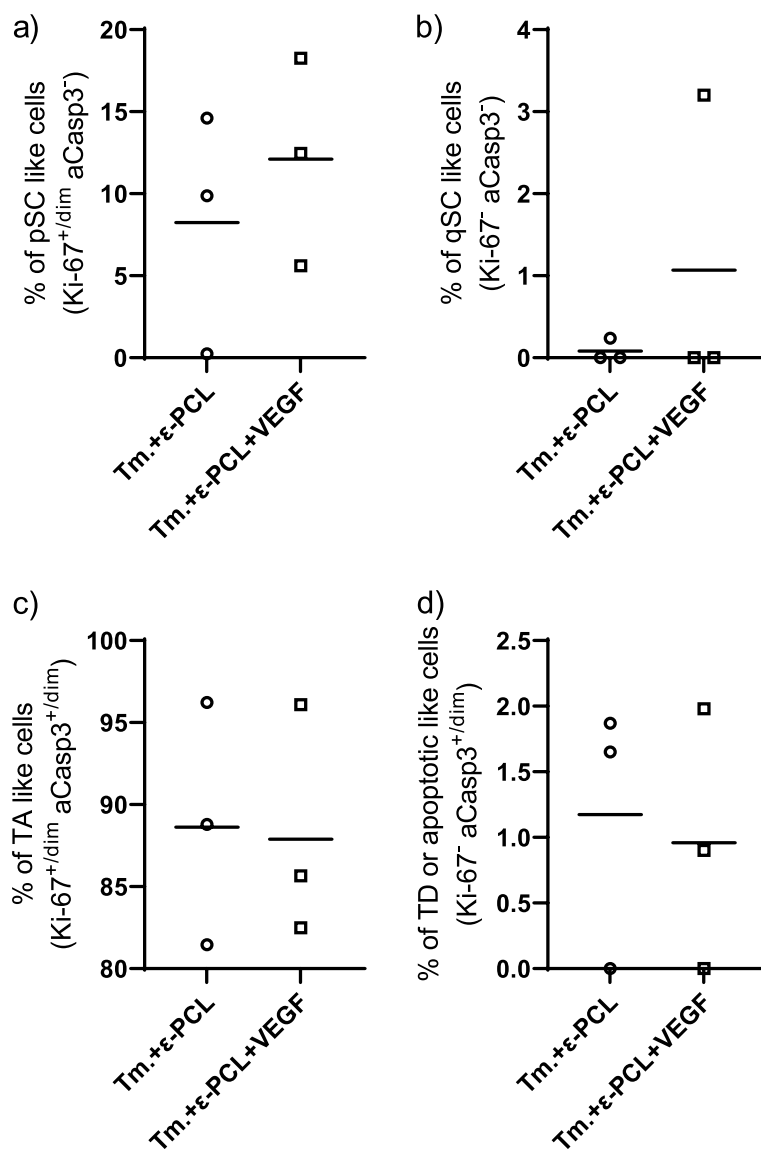 a)
% of pSC like cells
(Ki-67⁺/ᵈⁱᵐ aCasp3⁻)
20
15
10
5
0
Tm.+ε-PCL
Tm.+ε-PCL+VEGF
b)
% of qSC like cells
(Ki-67⁻ aCasp3⁻)
4
3
2
1
0
Tm.+ε-PCL
Tm.+ε-PCL+VEGF
c)
% of TA like cells
(Ki-67⁺/ᵈⁱᵐ aCasp3⁺/ᵈⁱᵐ)
100
95
90
85
80
Tm.+ε-PCL
Tm.+ε-PCL+VEGF
d)
% of TD or apoptotic like cells
(Ki-67⁻ aCasp3⁺/ᵈⁱᵐ)
2.5
2.0
1.5
1.0
0.5
0.0
Tm.+ε-PCL
Tm.+ε-PCL+VEGF